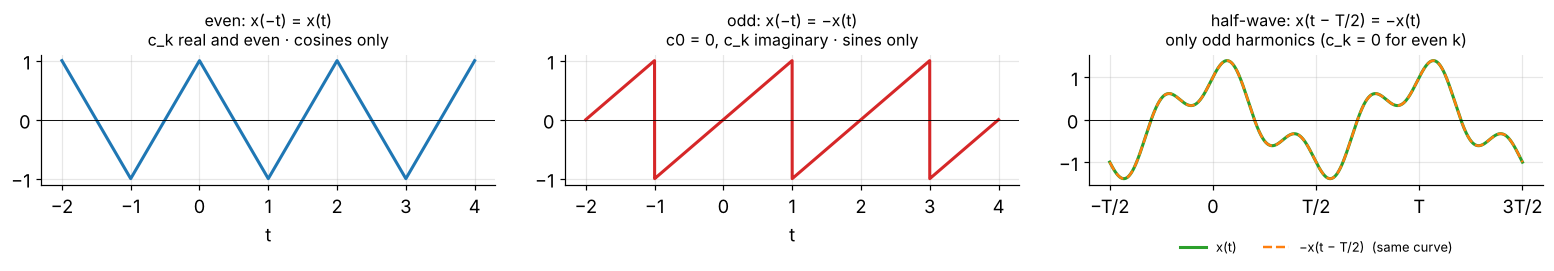 even: x(−t) = x(t)
c_k real and even · cosines only
1
0
−1
−2 −1 0 1 2 3 4
t
odd: x(−t) = −x(t)
c0 = 0, c_k imaginary · sines only
1
0
−1
−2 −1 0 1 2 3 4
t
half-wave: x(t − T/2) = −x(t)
only odd harmonics (c_k = 0 for even k)
1
0
−1
−T/2 0 T/2 T 3T/2
x(t) −x(t − T/2) (same curve)